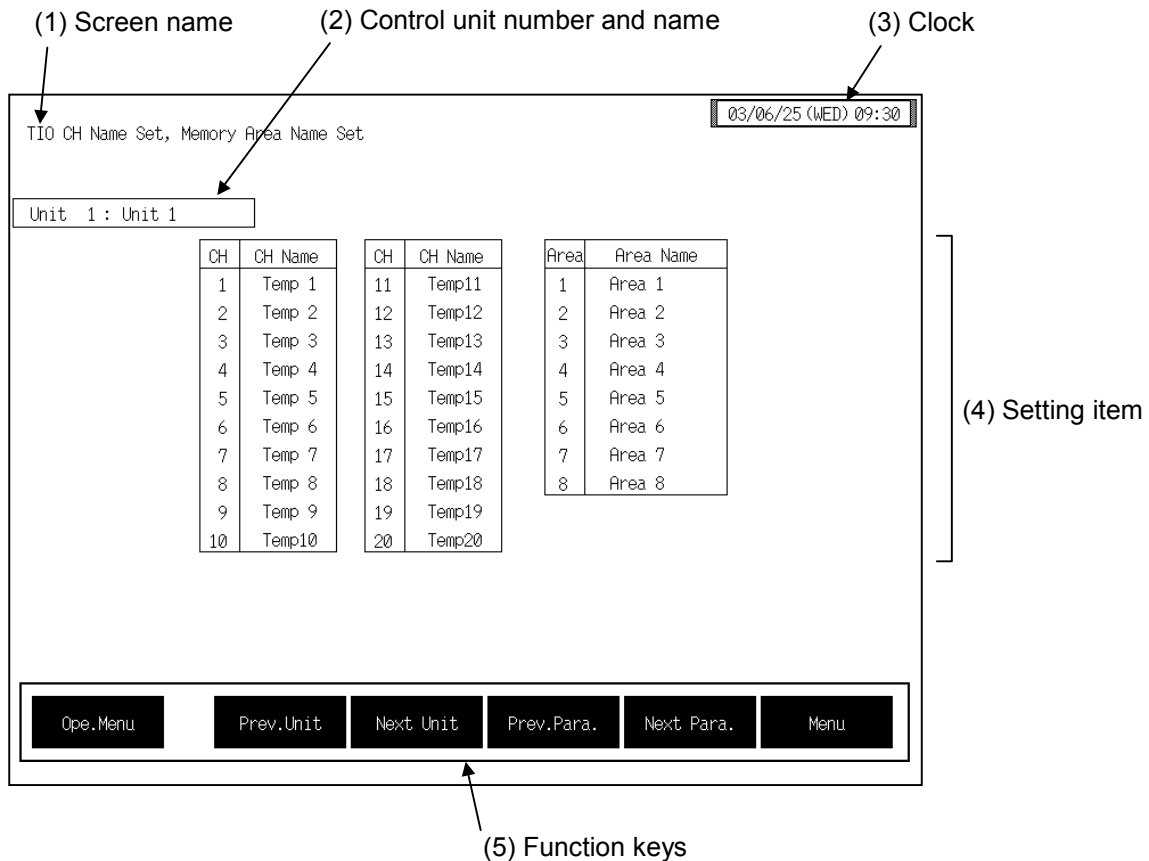 (1) Screen name (2) Control unit number and name (3) Clock
03/06/25(WED) 09:30
TIO CH Name Set, Memory Area Name Set
Unit 1 : Unit 1
CH CH Name CH CH Name Area Area Name
1 Temp 1 11 Temp11 1 Area 1
2 Temp 2 12 Temp12 2 Area 2
3 Temp 3 13 Temp13 3 Area 3
4 Temp 4 14 Temp14 4 Area 4
5 Temp 5 15 Temp15 5 Area 5
(4) Setting item
6 Temp 6 16 Temp16 6 Area 6
7 Temp 7 17 Temp17 7 Area 7
8 Temp 8 18 Temp18 8 Area 8
9 Temp 9 19 Temp19
10 Temp10 20 Temp20
Ope.Menu Prev.Unit Next Unit Prev.Para. Next Para. Menu
(5) Function keys